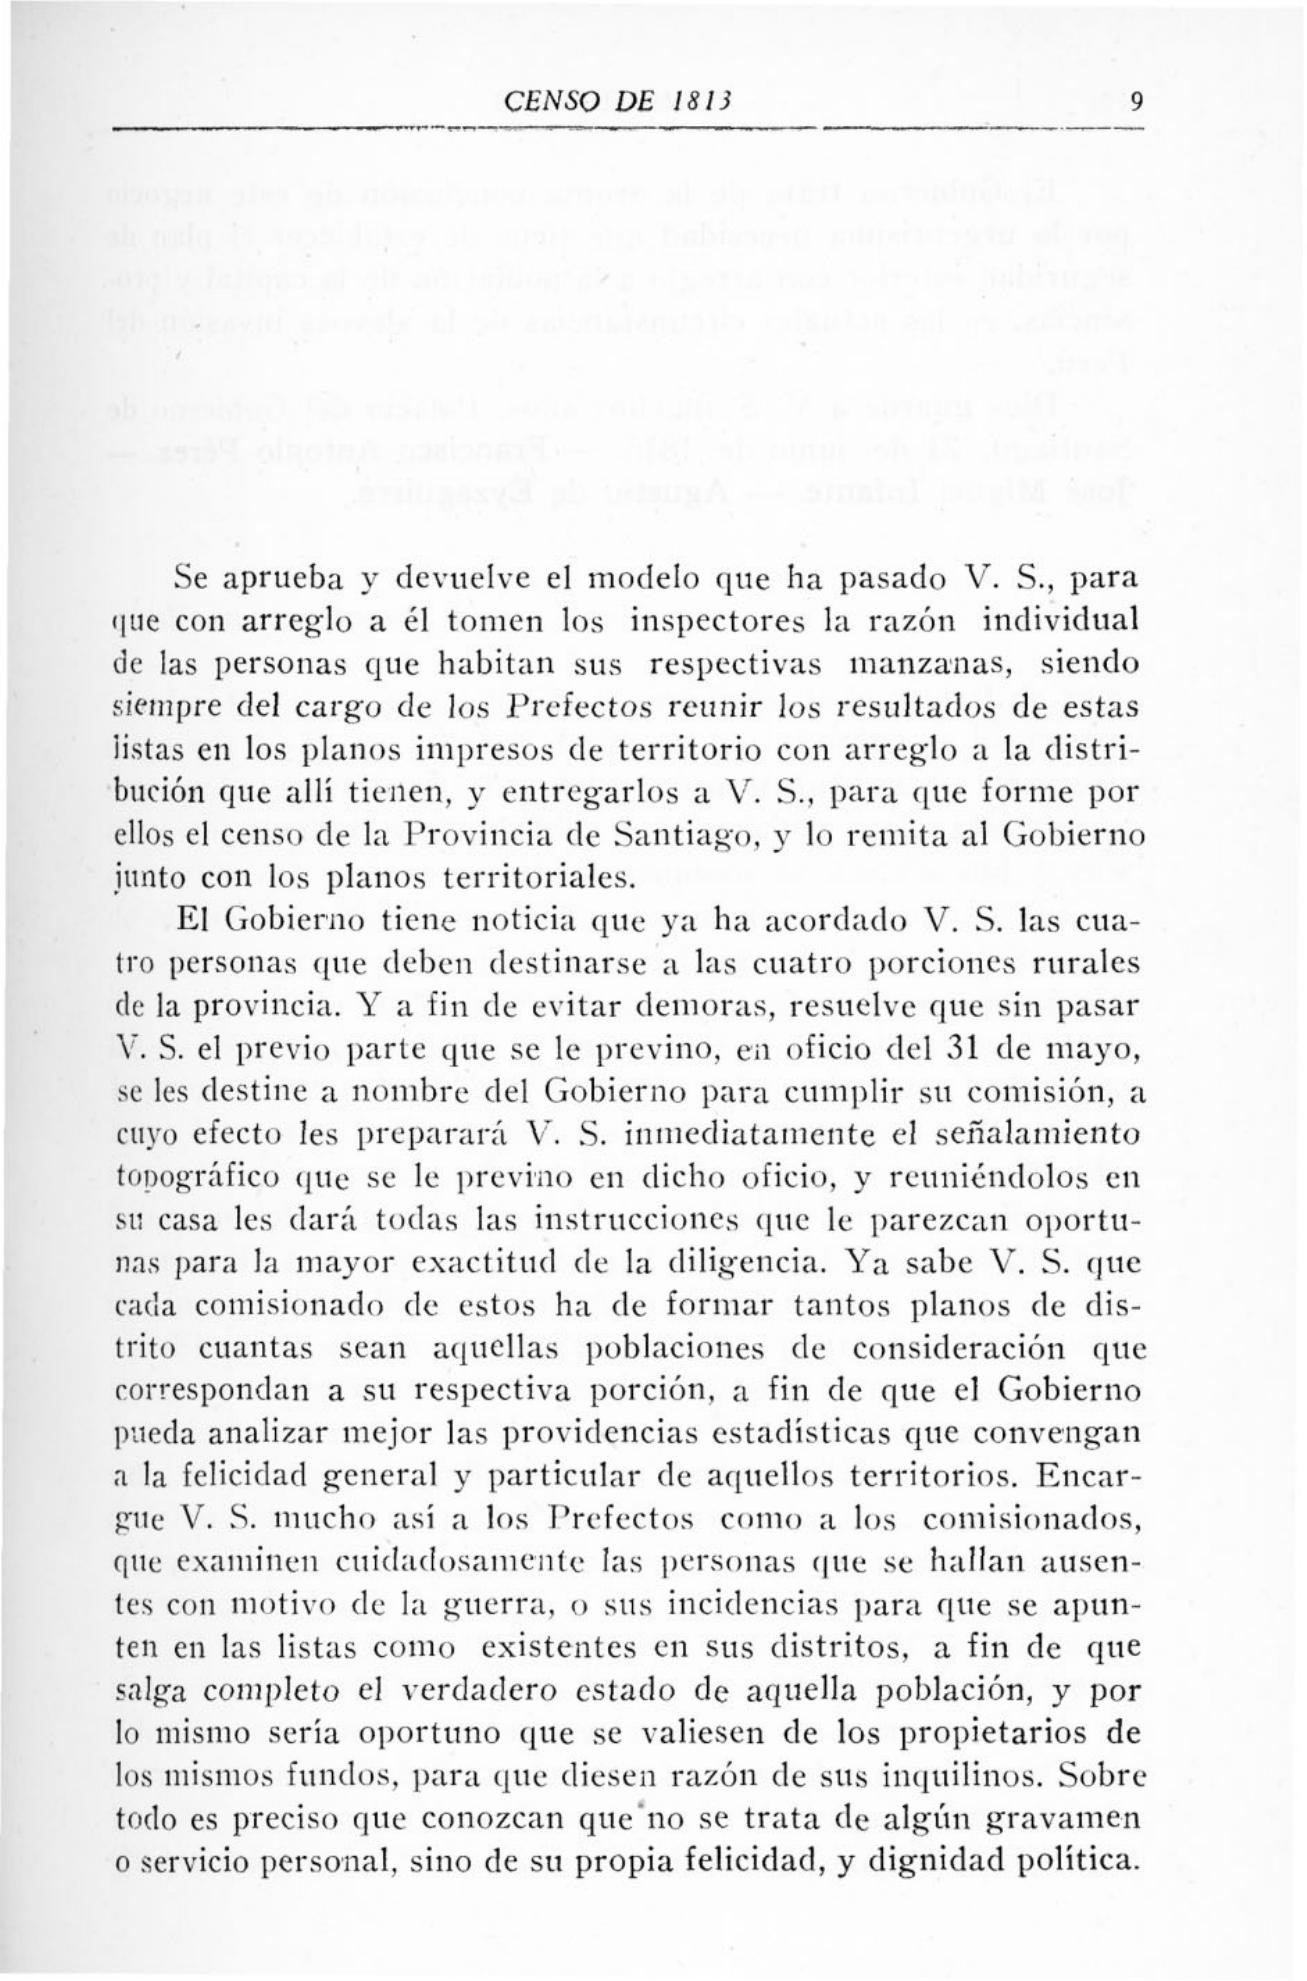 CENSO DE 1813 9
Se aprueba y devuelve el modelo que ha pasado V. S., para
que con arreglo a él tomen los inspectores la razón individual
de las personas que habitan sus respectivas manzanas, siendo
siempre del cargo de los Prefectos reunir los resultados de estas
listas en los planos impresos de territorio con arreglo a la distri-
bución que allí tienen, y entregarlos a V. S., para que forme por
ellos el censo de la Provincia de Santiago, y lo remita al Gobierno
junto con los planos territoriales.
El Gobierno tiene noticia que ya ha acordado V. S. las cua-
tro personas que deben destinarse a las cuatro porciones rurales
de la provincia. Y a fin de evitar demoras, resuelve que sin pasar
V. S. el previo parte que se le previno, en oficio del 31 de mayo,
se les destine a nombre del Gobierno para cumplir su comisión, a
cuyo efecto les preparará V. S. inmediatamente el señalamiento
topográfico que se le previno en dicho oficio, y reuniéndolos en
su casa les dará todas las instrucciones que le parezcan oportu-
nas para la mayor exactitud de la diligencia. Ya sabe V. S. que
cada comisionado de estos ha de formar tantos planos de dis-
trito cuantas sean aquellas poblaciones de consideración que
correspondan a su respectiva porción, a fin de que el Gobierno
pueda analizar mejor las providencias estadísticas que convengan
a la felicidad general y particular de aquellos territorios. Encar-
gue V. S. mucho así a los Prefectos como a los comisionados,
que examinen cuidadosamente las personas que se hallan ausen-
tes con motivo de la guerra, o sus incidencias para que se apun-
ten en las listas como existentes en sus distritos, a fin de que
salga completo el verdadero estado de aquella población, y por
lo mismo sería oportuno que se valiesen de los propietarios de
los mismos fundos, para que diesen razón de sus inquilinos. Sobre
todo es preciso que conozcan que no se trata de algún gravamen
o servicio personal, sino de su propia felicidad, y dignidad política.